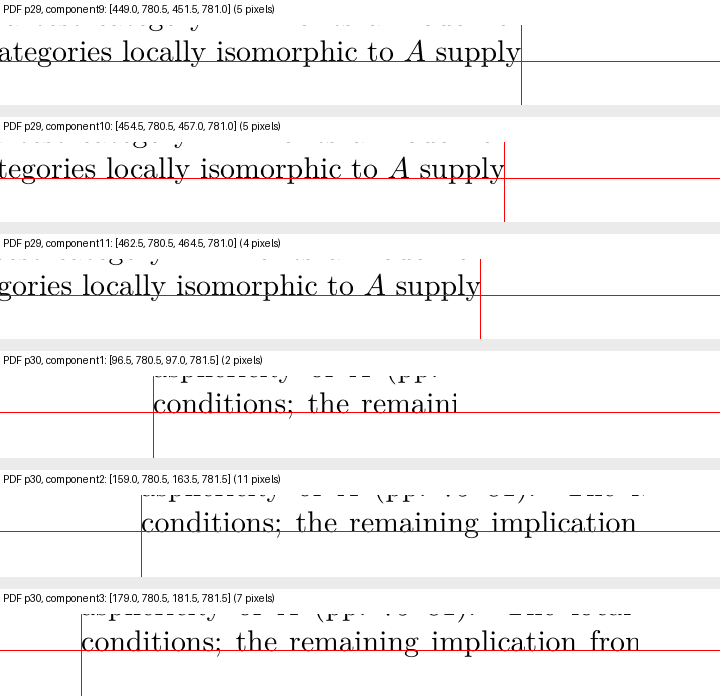 PDF p29, component9: [449.0, 780.5, 451.5, 781.0] (5 pixels)
ategories locally isomorphic to A supply
PDF p29, component10: [454.5, 780.5, 457.0, 781.0] (5 pixels)
tegories locally isomorphic to A supply
PDF p29, component11: [462.5, 780.5, 464.5, 781.0] (4 pixels)
gories locally isomorphic to A supply
PDF p30, component1: [96.5, 780.5, 97.0, 781.5] (2 pixels)
conditions; the remaini
PDF p30, component2: [159.0, 780.5, 163.5, 781.5] (11 pixels)
conditions; the remaining implication
PDF p30, component3: [179.0, 780.5, 181.5, 781.5] (7 pixels)
conditions; the remaining implication from